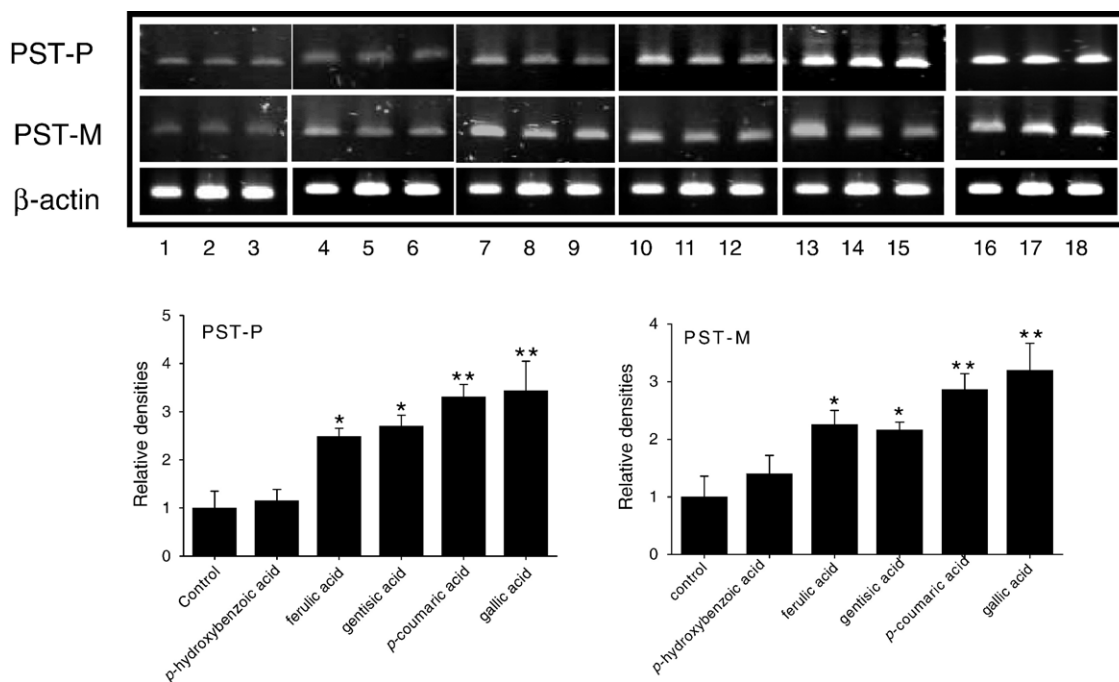 PST-P
PST-M
β-actin
1 2 3 4 5 6 7 8 9 10 11 12 13 14 15 16 17 18
PST-P
Relative densities
5
4
3
2
1
0
*
*
**
**
Control
p-hydroxybenzoic acid
ferulic acid
gentisic acid
p-coumaric acid
gallic acid
PST-M
Relative densities
4
3
2
1
0
*
*
**
**
control
p-hydroxybenzoic acid
ferulic acid
gentisic acid
p-coumaric acid
gallic acid